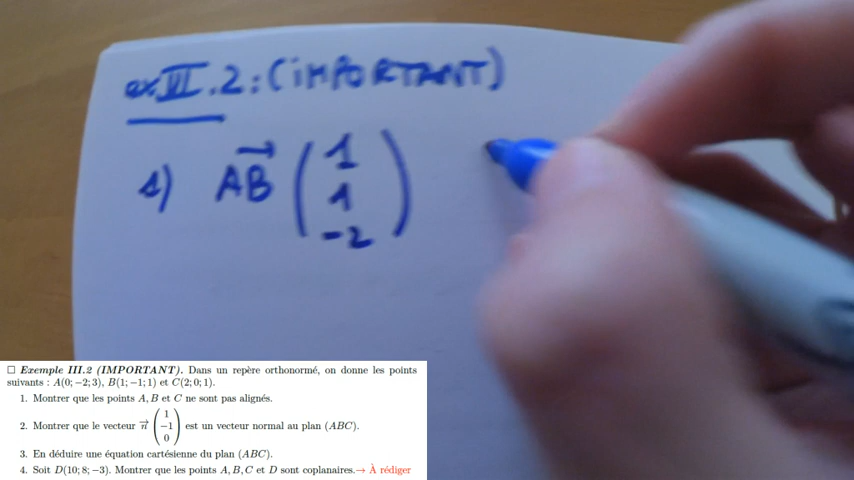 ex III.2 : (IMPORTANT)
1) AB→ ( 1
1
-2 )
□ Exemple III.2 (IMPORTANT). Dans un repère orthonormé, on donne les points
suivants : A(0; −2; 3), B(1; −1; 1) et C(2; 0; 1).
1. Montrer que les points A, B et C ne sont pas alignés.
2. Montrer que le vecteur n→ ( 1
−1
0 ) est un vecteur normal au plan (ABC).
3. En déduire une équation cartésienne du plan (ABC).
4. Soit D(10; 8; −3). Montrer que les points A, B, C et D sont coplanaires.→ À rédiger